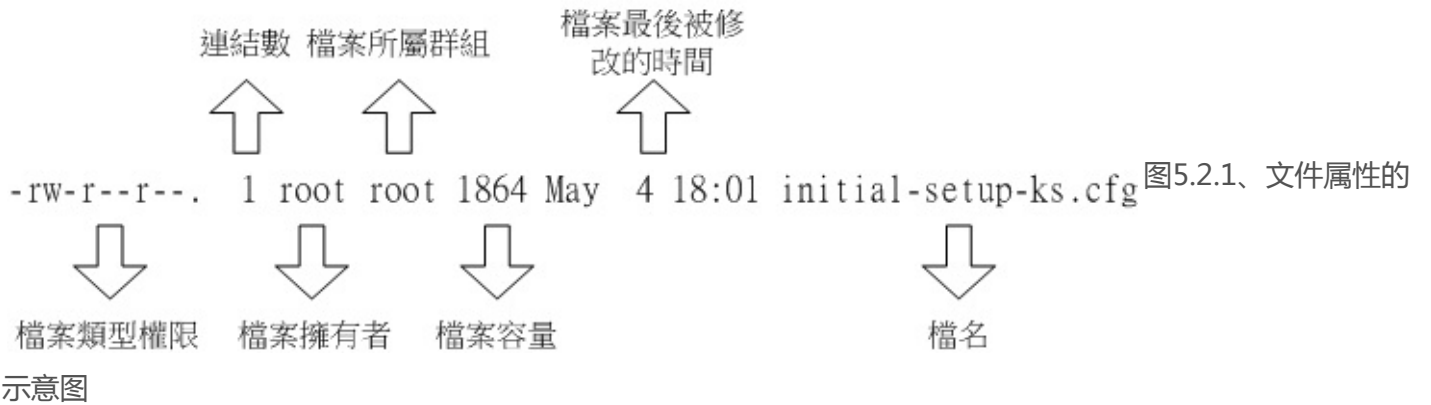 連結數 檔案所屬群組 檔案最後被修
改的時間
-rw-r--r--. 1 root root 1864 May 4 18:01 initial-setup-ks.cfg 图5.2.1、文件属性的
檔案類型權限 檔案擁有者 檔案容量 檔名
示意图